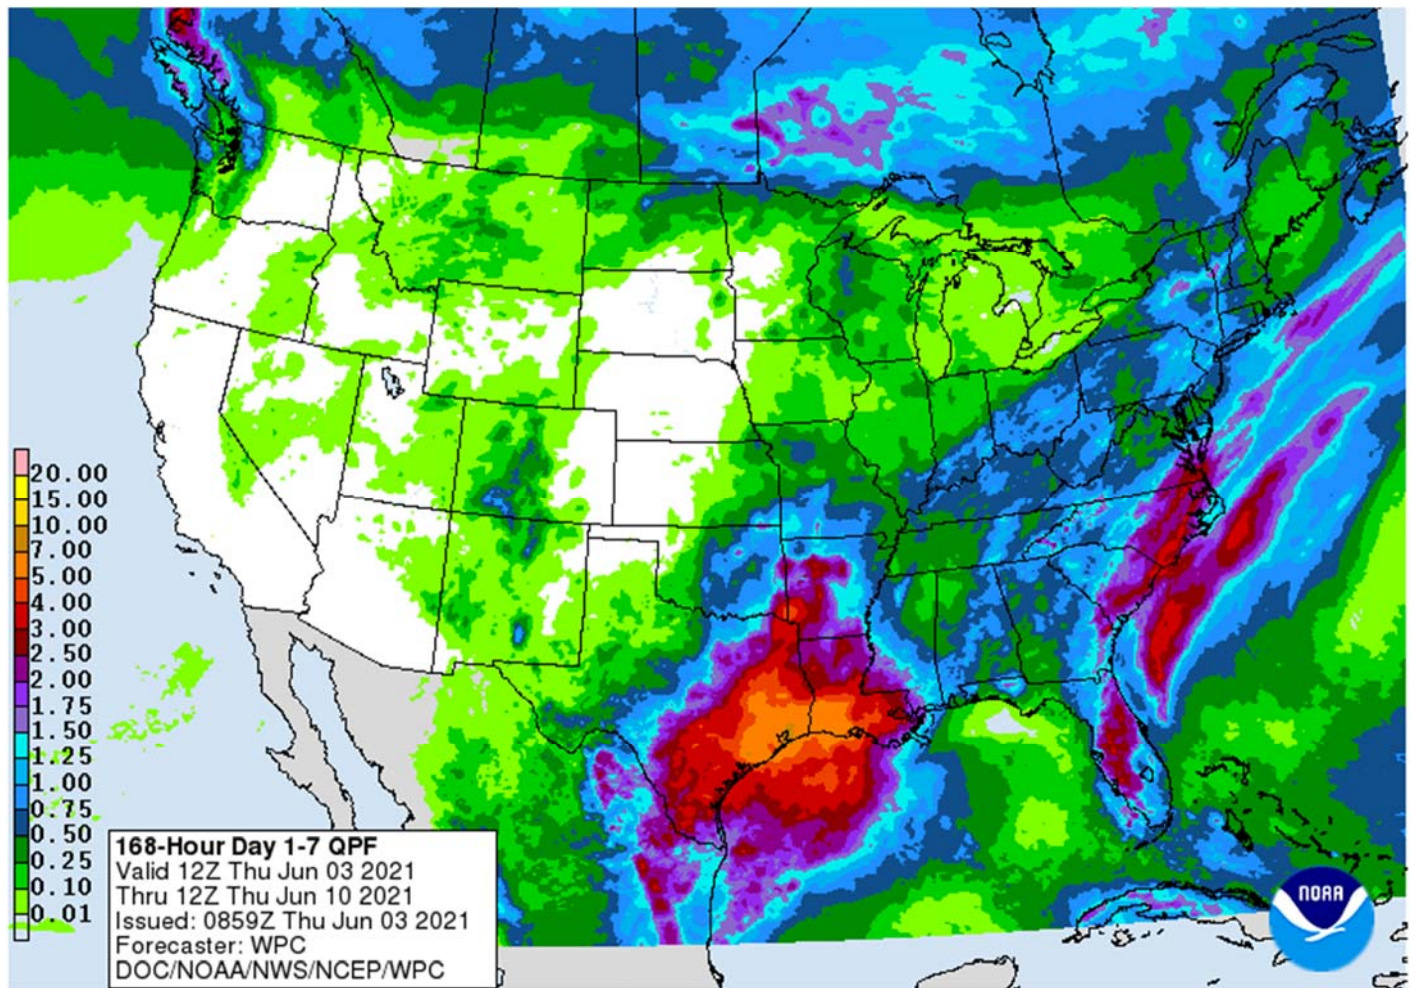 20.00
15.00
10.00
7.00
5.00
4.00
3.00
2.50
2.00
1.75
1.50
1.25
1.00
0.75
0.50
0.25
0.10
0.01
168-Hour Day 1-7 QPF
Valid 12Z Thu Jun 03 2021
Thru 12Z Thu Jun 10 2021
Issued: 0859Z Thu Jun 03 2021
Forecaster: WPC
DOC/NOAA/NWS/NCEP/WPC
NOAA